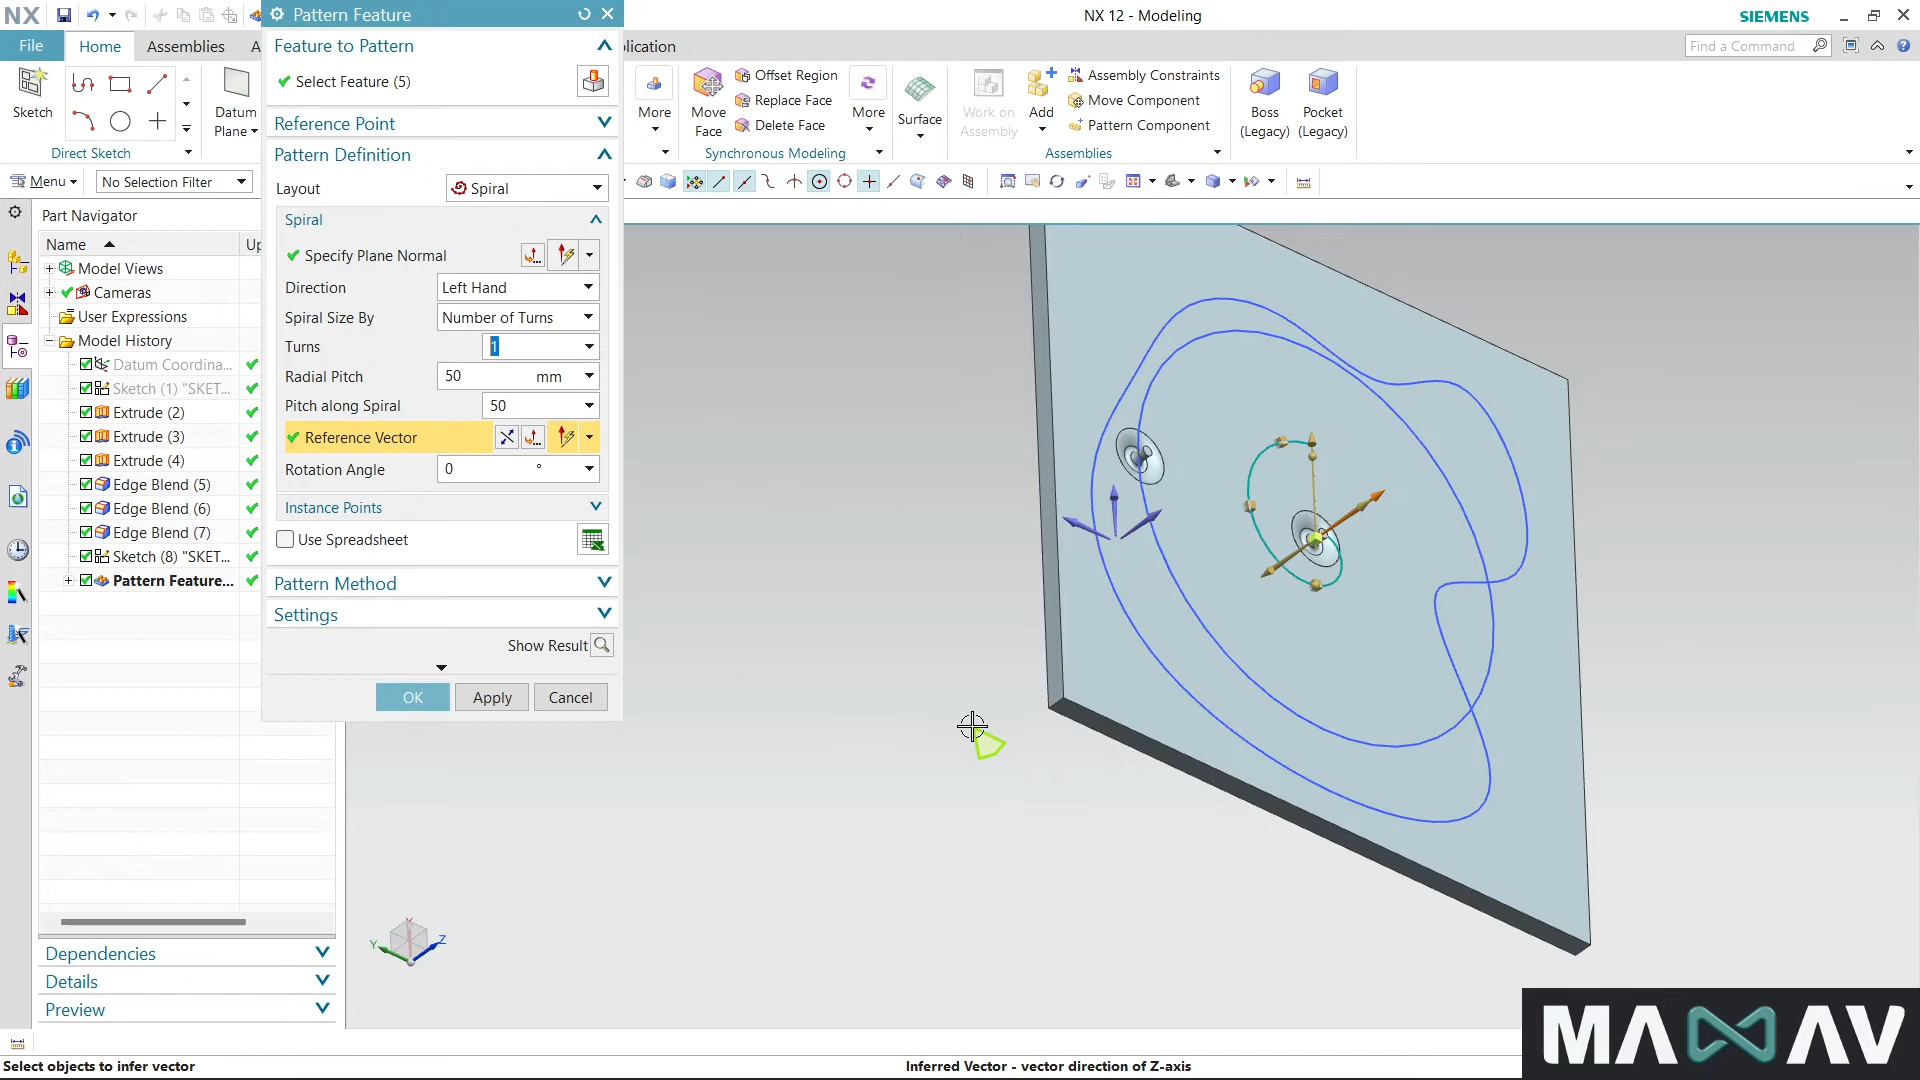 NX
Pattern Feature
NX 12 - Modeling
SIEMENS
File
Home
Assemblies
A
lication
Find a Command
Feature to Pattern
Select Feature (5)
Reference Point
Pattern Definition
Layout
Spiral
Spiral
Specify Plane Normal
Direction
Left Hand
Spiral Size By
Number of Turns
Turns
1
Radial Pitch
50
mm
Pitch along Spiral
50
Reference Vector
Rotation Angle
0
°
Instance Points
Use Spreadsheet
Pattern Method
Settings
Show Result
OK
Apply
Cancel
Sketch
Datum
Plane
Direct Sketch
More
Move
Face
Offset Region
Replace Face
Delete Face
More
Synchronous Modeling
Surface
Work on
Assembly
Add
Assembly Constraints
Move Component
Pattern Component
Assemblies
Boss
(Legacy)
Pocket
(Legacy)
Menu
No Selection Filter
Part Navigator
Name
Up
Model Views
Cameras
User Expressions
Model History
Datum Coordina...
Sketch (1) "SKET...
Extrude (2)
Extrude (3)
Extrude (4)
Edge Blend (5)
Edge Blend (6)
Edge Blend (7)
Sketch (8) "SKET...
Pattern Feature...
Dependencies
Details
Preview
X
Y
Z
MANAV
Select objects to infer vector
Inferred Vector - vector direction of Z-axis